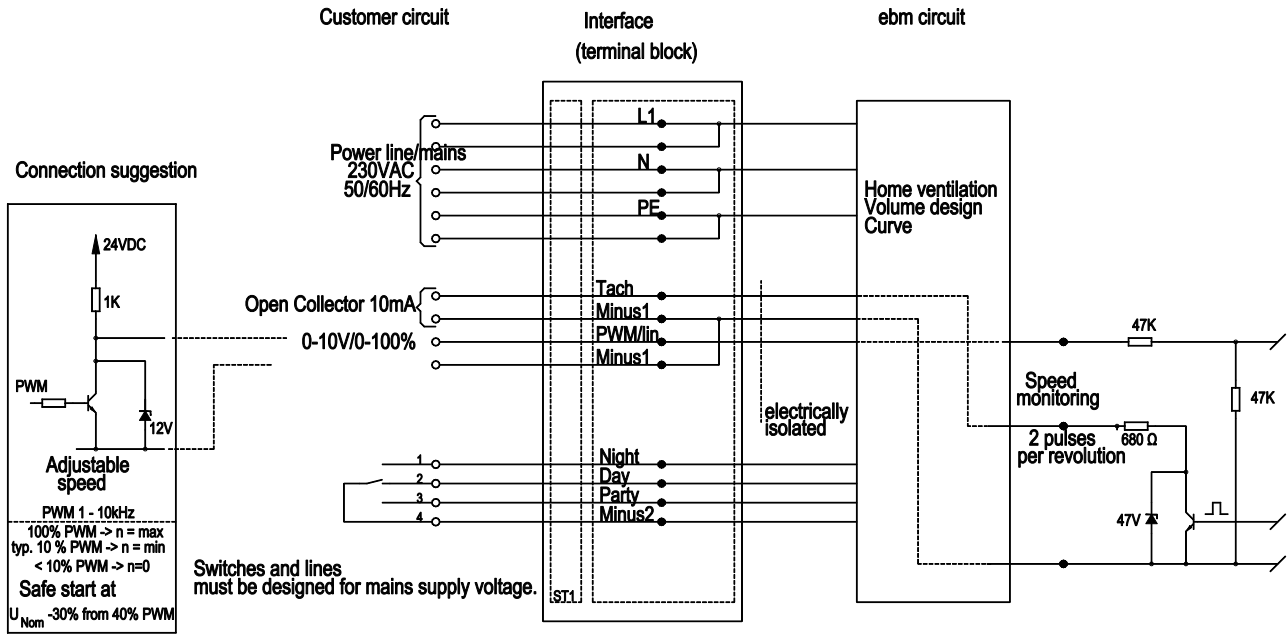 Customer circuit
Interface
(terminal block)
ebm circuit
Connection suggestion
24VDC
1K
PWM
12V
Adjustable
speed
PWM 1 - 10kHz
100% PWM -> n = max
typ. 10 % PWM -> n = min
< 10% PWM -> n=0
Safe start at
U Nom -30% from 40% PWM
Power line/mains
230VAC
50/60Hz
Open Collector 10mA
0-10V/0-100%
1
2
3
4
Switches and lines
must be designed for mains supply voltage.
L1
N
PE
Tach
Minus1
PWM/lin
Minus1
Night
Day
Party
Minus2
ST1
electrically
isolated
Home ventilation
Volume design
Curve
47K
47K
Speed
monitoring
2 pulses
per revolution
680 Ω
47V